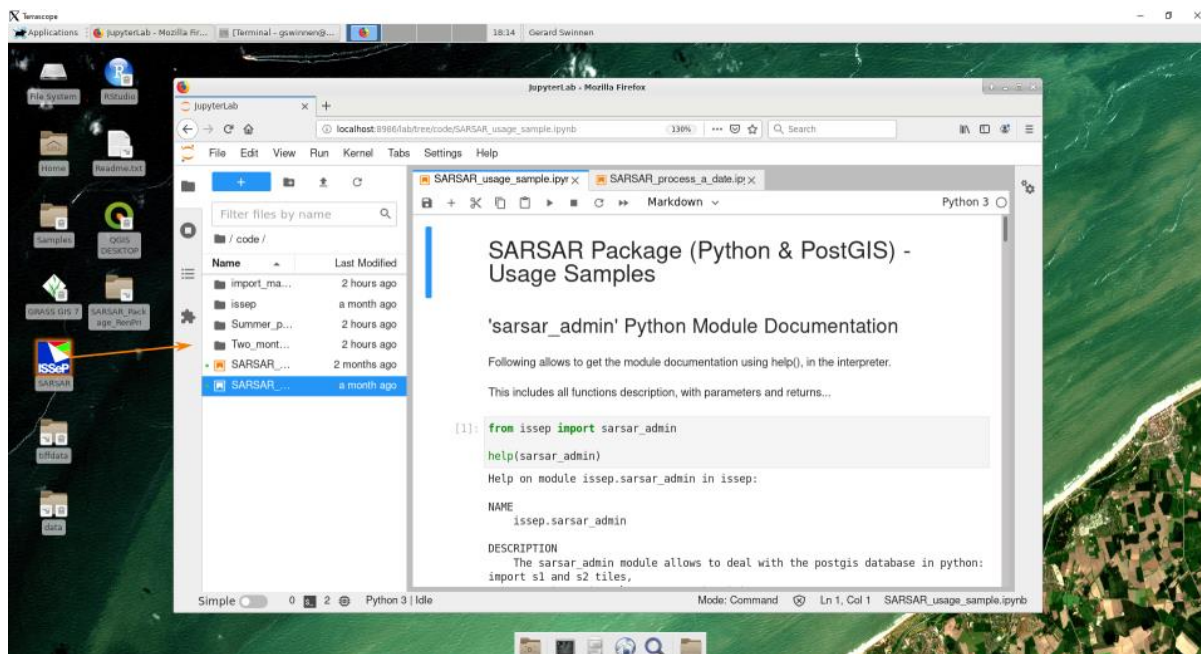 Terrascope
Applications
JupyterLab - Mozilla Fir...
[Terminal - gswinnen@...
18:14
Gerard Swinnen
File System
RStudio
Home
Readme.txt
Samples
QGIS
DESKTOP
GRASS GIS 7
SARSAR_Pack
age_RenPri
ISSeP
SARSAR
tiffdata
data
JupyterLab - Mozilla Firefox
JupyterLab
localhost:8986/lab/tree/code/SARSAR_usage_sample.ipynb
130%
Search
File Edit View Run Kernel Tabs Settings Help
Filter files by name
/ code /
Name Last Modified
import_ma... 2 hours ago
issep a month ago
Summer_p... 2 hours ago
Two_mont... 2 hours ago
SARSAR_... 2 months ago
SARSAR_... a month ago
SARSAR_usage_sample.ipyr
SARSAR_process_a_date.ip
Markdown
Python 3
SARSAR Package (Python & PostGIS) -
Usage Samples
'sarsar_admin' Python Module Documentation
Following allows to get the module documentation using help(), in the interpreter.
This includes all functions description, with parameters and returns...
[1]: from issep import sarsar_admin
help(sarsar_admin)
Help on module issep.sarsar_admin in issep:
NAME
issep.sarsar_admin
DESCRIPTION
The sarsar_admin module allows to deal with the postgis database in python:
import s1 and s2 tiles,
Simple 0 2 Python 3 | Idle
Mode: Command Ln 1, Col 1 SARSAR_usage_sample.ipynb